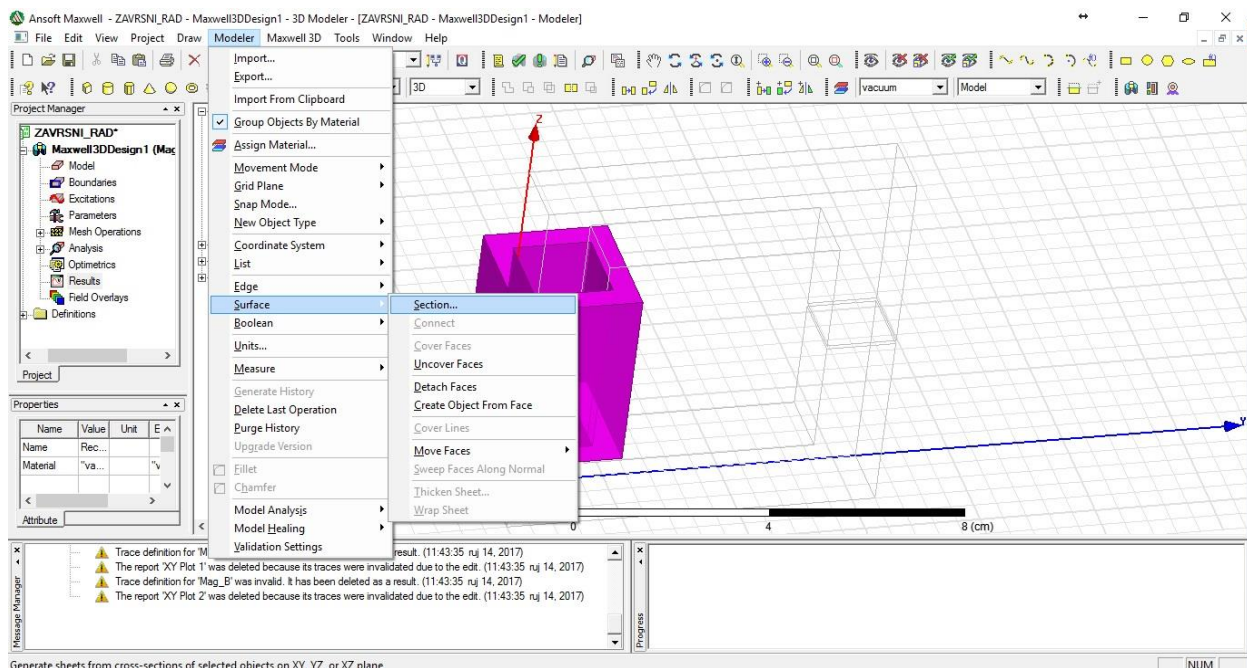 Ansoft Maxwell - ZAVRSNI_RAD - Maxwell3DDesign1 - 3D Modeler - [ZAVRSNI_RAD - Maxwell3DDesign1 - Modeler]
File Edit View Project Draw Modeler Maxwell 3D Tools Window Help
3D vacuum Model
Project Manager
ZAVRSNI_RAD*
Maxwell3DDesign1 (Mag
Model
Boundaries
Excitations
Parameters
Mesh Operations
Analysis
Optimetrics
Results
Field Overlays
Definitions
Project
Properties
Name Value Unit E
Name Rec...
Material "va... "v
Attribute
Import...
Export...
Import From Clipboard
Group Objects By Material
Assign Material...
Movement Mode
Grid Plane
Snap Mode...
New Object Type
Coordinate System
List
Edge
Surface
Boolean
Units...
Measure
Generate History
Delete Last Operation
Purge History
Upgrade Version
Fillet
Chamfer
Model Analysis
Model Healing
Validation Settings
Section...
Connect
Cover Faces
Uncover Faces
Detach Faces
Create Object From Face
Cover Lines
Move Faces
Sweep Faces Along Normal
Thicken Sheet...
Wrap Sheet
Z
Y
0 4 8 (cm)
Message Manager
Trace definition for 'M result. (11:43:35 ruj 14, 2017)
The report 'XY Plot 1' was deleted because its traces were invalidated due to the edit. (11:43:35 ruj 14, 2017)
Trace definition for 'Mag_B' was invalid. It has been deleted as a result. (11:43:35 ruj 14, 2017)
The report 'XY Plot 2' was deleted because its traces were invalidated due to the edit. (11:43:35 ruj 14, 2017)
Progress
Generate sheets from cross-sections of selected objects on XY, YZ, or XZ plane
NUM